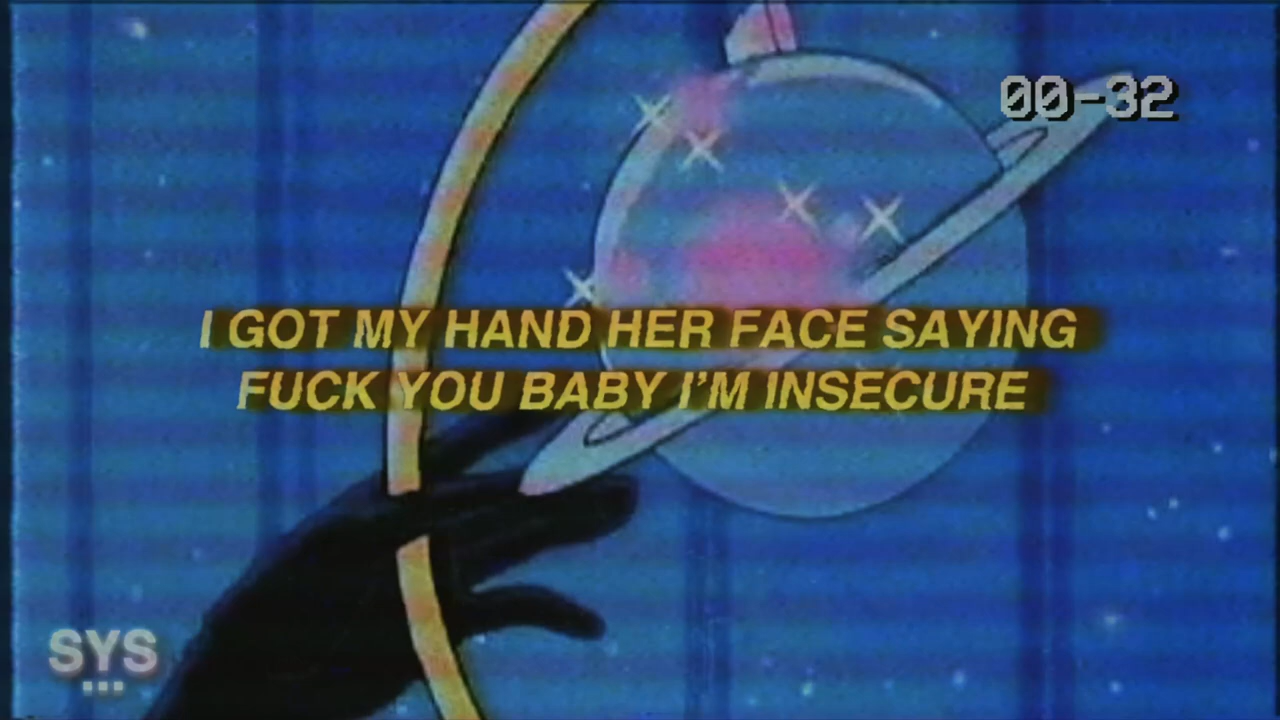 00-32
I GOT MY HAND HER FACE SAYING
FUCK YOU BABY I'M INSECURE
SYS